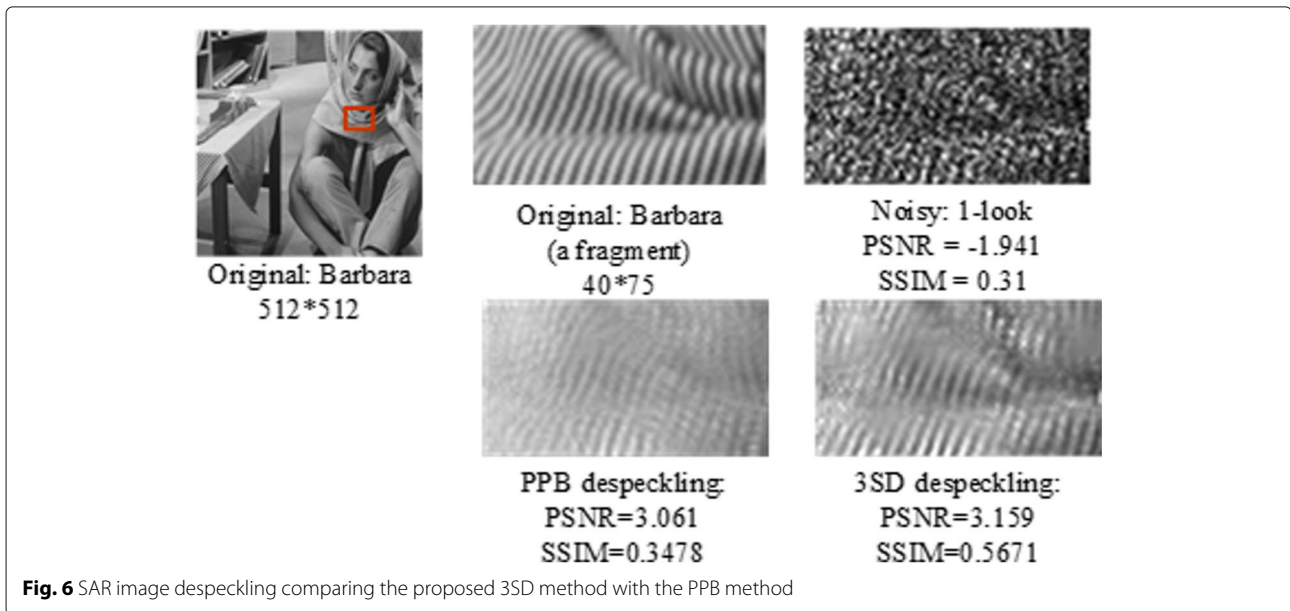 Original: Barbara
512*512
Original: Barbara
(a fragment)
40*75
Noisy: 1-look
PSNR = -1.941
SSIM = 0.31
PPB despeckling:
PSNR=3.061
SSIM=0.3478
3SD despeckling:
PSNR=3.159
SSIM=0.5671
Fig. 6 SAR image despeckling comparing the proposed 3SD method with the PPB method